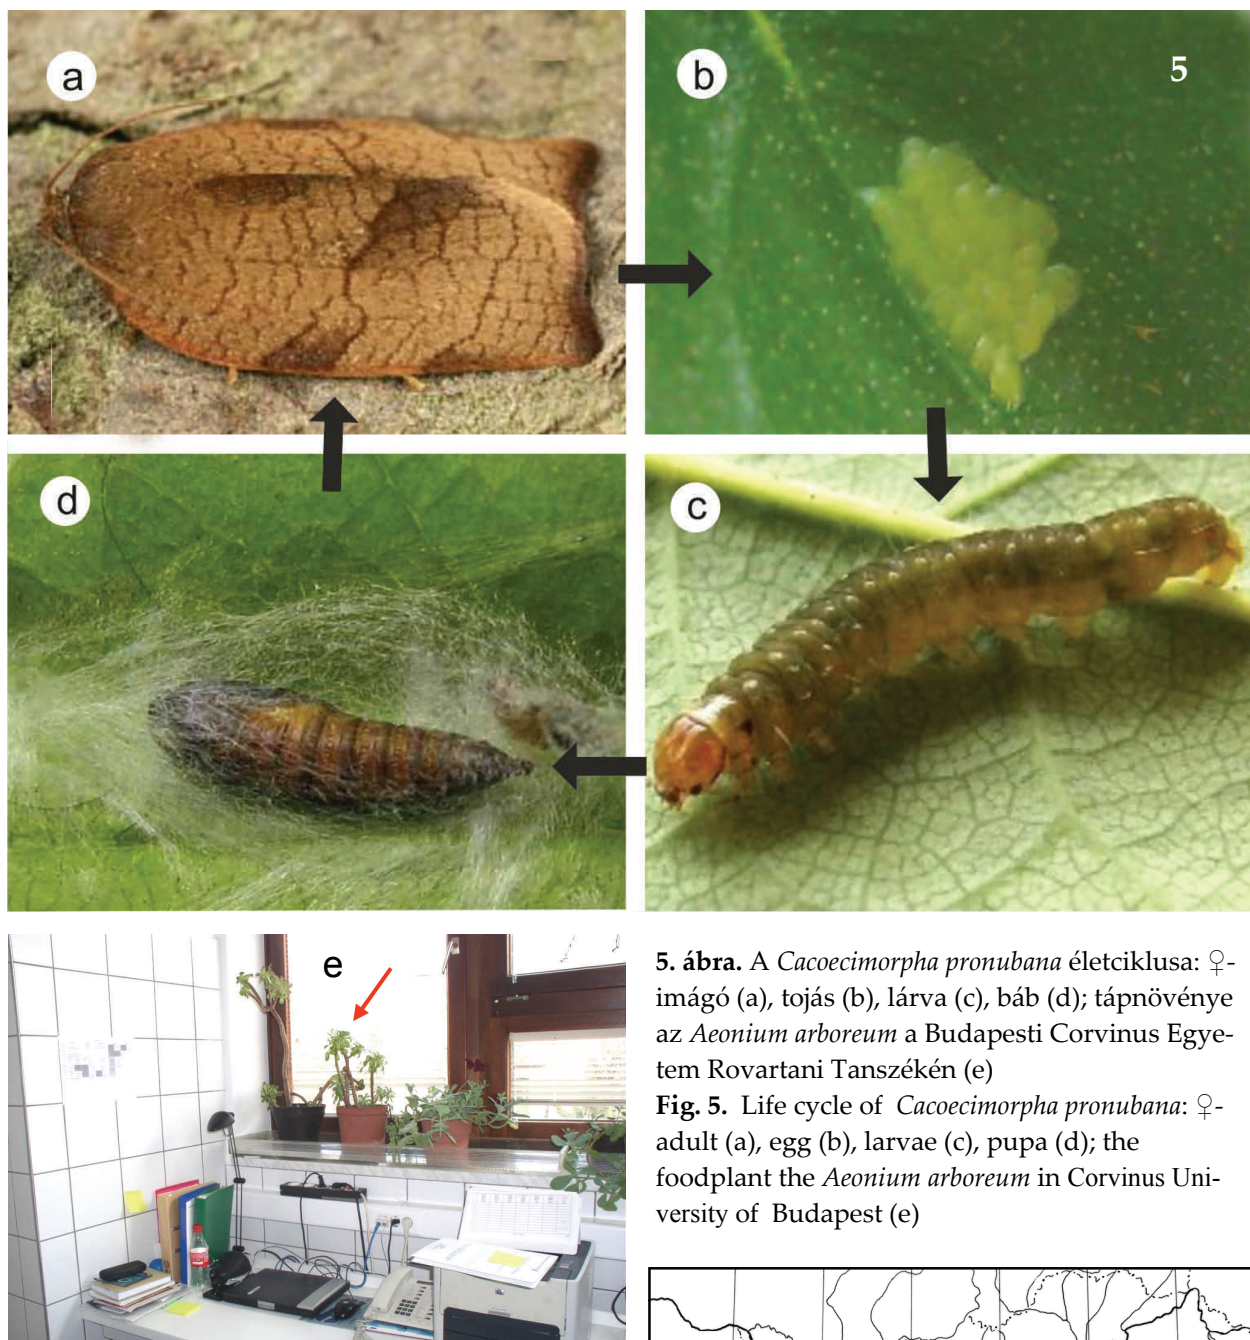 a
b
5
d
c
e
5. ábra. A Cacoecimorpha pronubana életciklusa: ♀-
imágó (a), tojás (b), lárva (c), báb (d); tápnövénye
az Aeonium arboreum a Budapesti Corvinus Egye-
tem Rovartani Tanszékén (e)
Fig. 5. Life cycle of Cacoecimorpha pronubana: ♀-
adult (a), egg (b), larvae (c), pupa (d); the
foodplant the Aeonium arboreum in Corvinus Uni-
versity of Budapest (e)